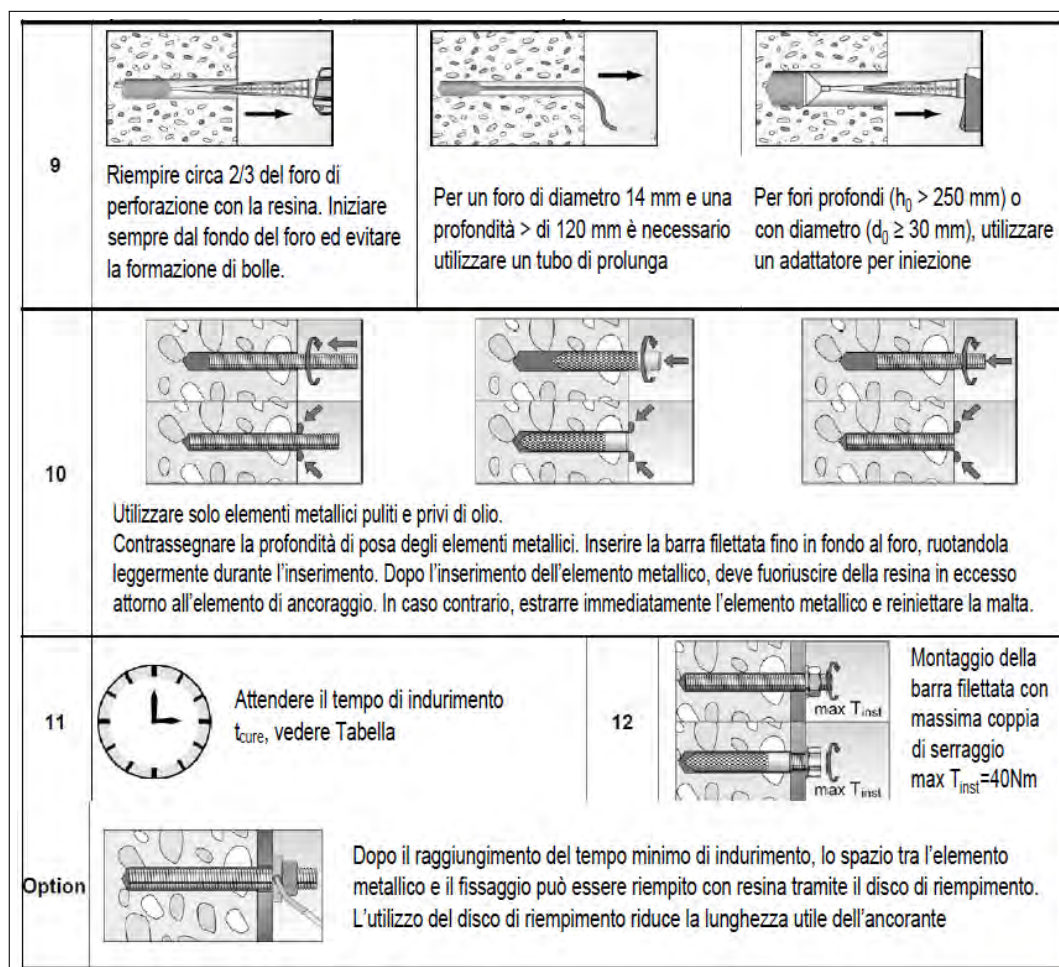 9
Riempire circa 2/3 del foro di
perforazione con la resina. Iniziare
sempre dal fondo del foro ed evitare
la formazione di bolle.
Per un foro di diametro 14 mm e una
profondità > di 120 mm è necessario
utilizzare un tubo di prolunga
Per fori profondi (h0 > 250 mm) o
con diametro (d0 ≥ 30 mm), utilizzare
un adattatore per iniezione
10
Utilizzare solo elementi metallici puliti e privi di olio.
Contrassegnare la profondità di posa degli elementi metallici. Inserire la barra filettata fino in fondo al foro, ruotandola
leggermente durante l'inserimento. Dopo l'inserimento dell'elemento metallico, deve fuoriuscire della resina in eccesso
attorno all'elemento di ancoraggio. In caso contrario, estrarre immediatamente l'elemento metallico e reiniettare la malta.
11
Attendere il tempo di indurimento
tcure, vedere Tabella
12
max Tinst
max Tinst
Montaggio della
barra filettata con
massima coppia
di serraggio
max Tinst=40Nm
Option
Dopo il raggiungimento del tempo minimo di indurimento, lo spazio tra l'elemento
metallico e il fissaggio può essere riempito con resina tramite il disco di riempimento.
L'utilizzo del disco di riempimento riduce la lunghezza utile dell'ancorante